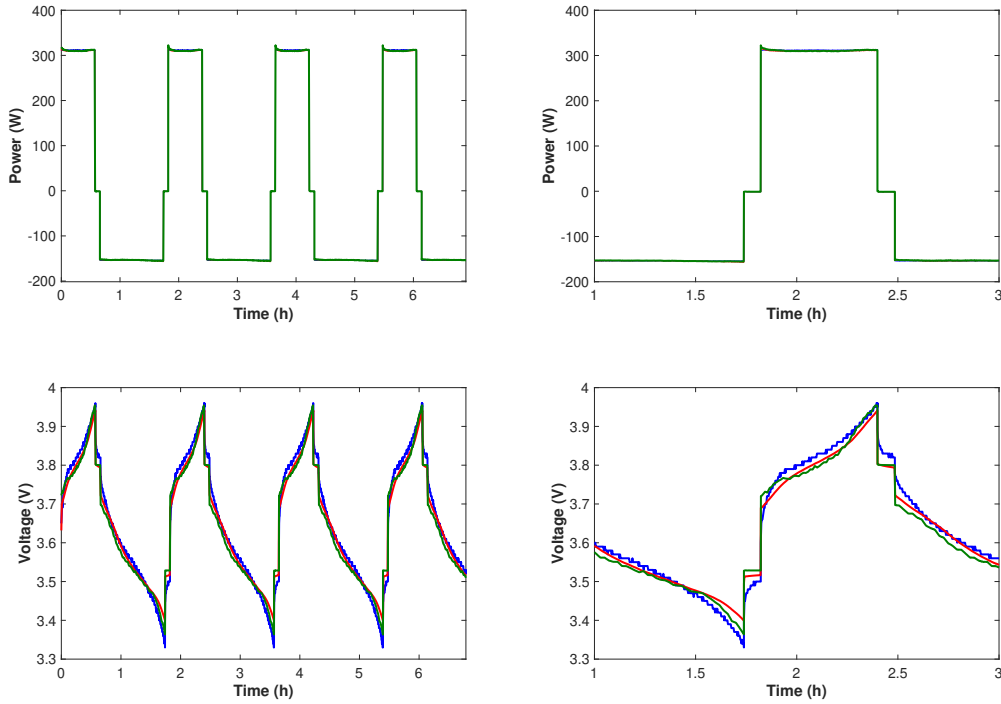 400
300
200
100
0
-100
-200
Power (W)
0 1 2 3 4 5 6
Time (h)
400
300
200
100
0
-100
-200
Power (W)
1 1.5 2 2.5 3
Time (h)
4
3.9
3.8
3.7
3.6
3.5
3.4
3.3
Voltage (V)
0 1 2 3 4 5 6
Time (h)
4
3.9
3.8
3.7
3.6
3.5
3.4
3.3
Voltage (V)
1 1.5 2 2.5 3
Time (h)